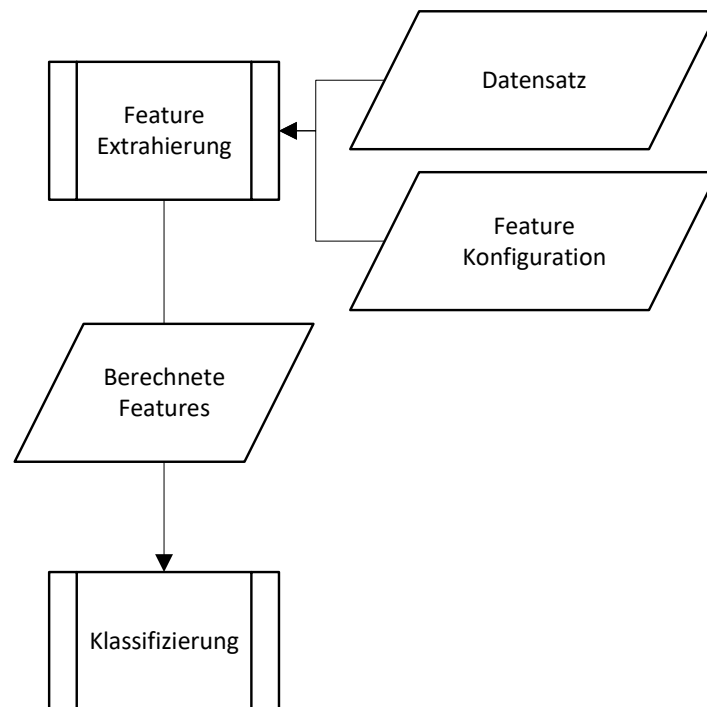 Feature
Extrahierung
Datensatz
Feature
Konfiguration
Berechnete
Features
Klassifizierung